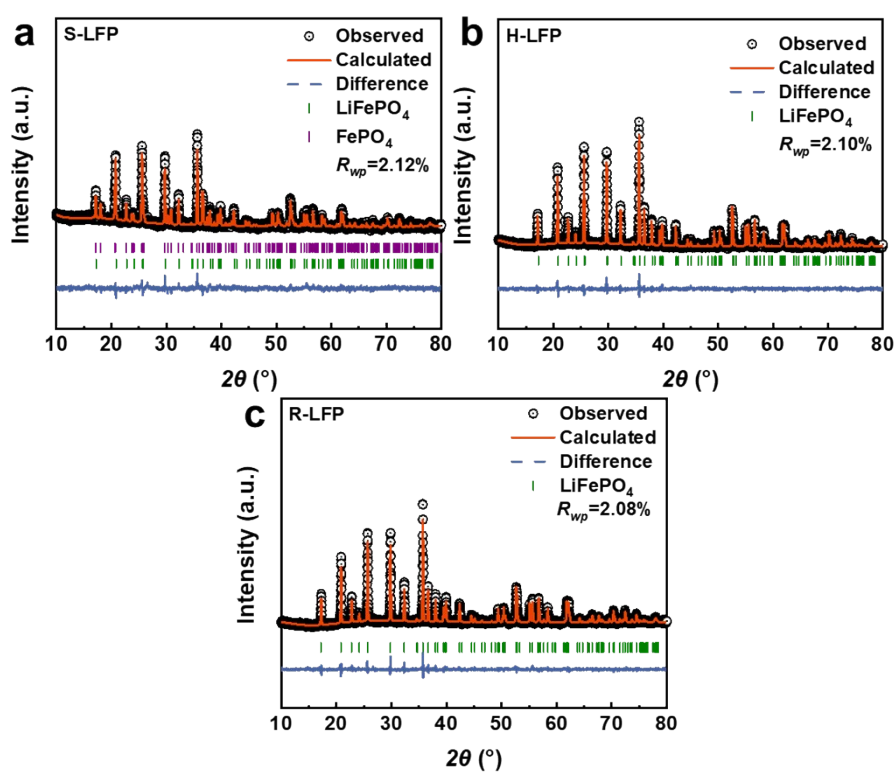 a
S-LFP
Observed
Calculated
Difference
LiFePO4
FePO4
Rwp=2.12%
Intensity (a.u.)
10 20 30 40 50 60 70 80
2θ (°)
b
H-LFP
Observed
Calculated
Difference
LiFePO4
Rwp=2.10%
Intensity (a.u.)
10 20 30 40 50 60 70 80
2θ (°)
c
R-LFP
Observed
Calculated
Difference
LiFePO4
Rwp=2.08%
Intensity (a.u.)
10 20 30 40 50 60 70 80
2θ (°)